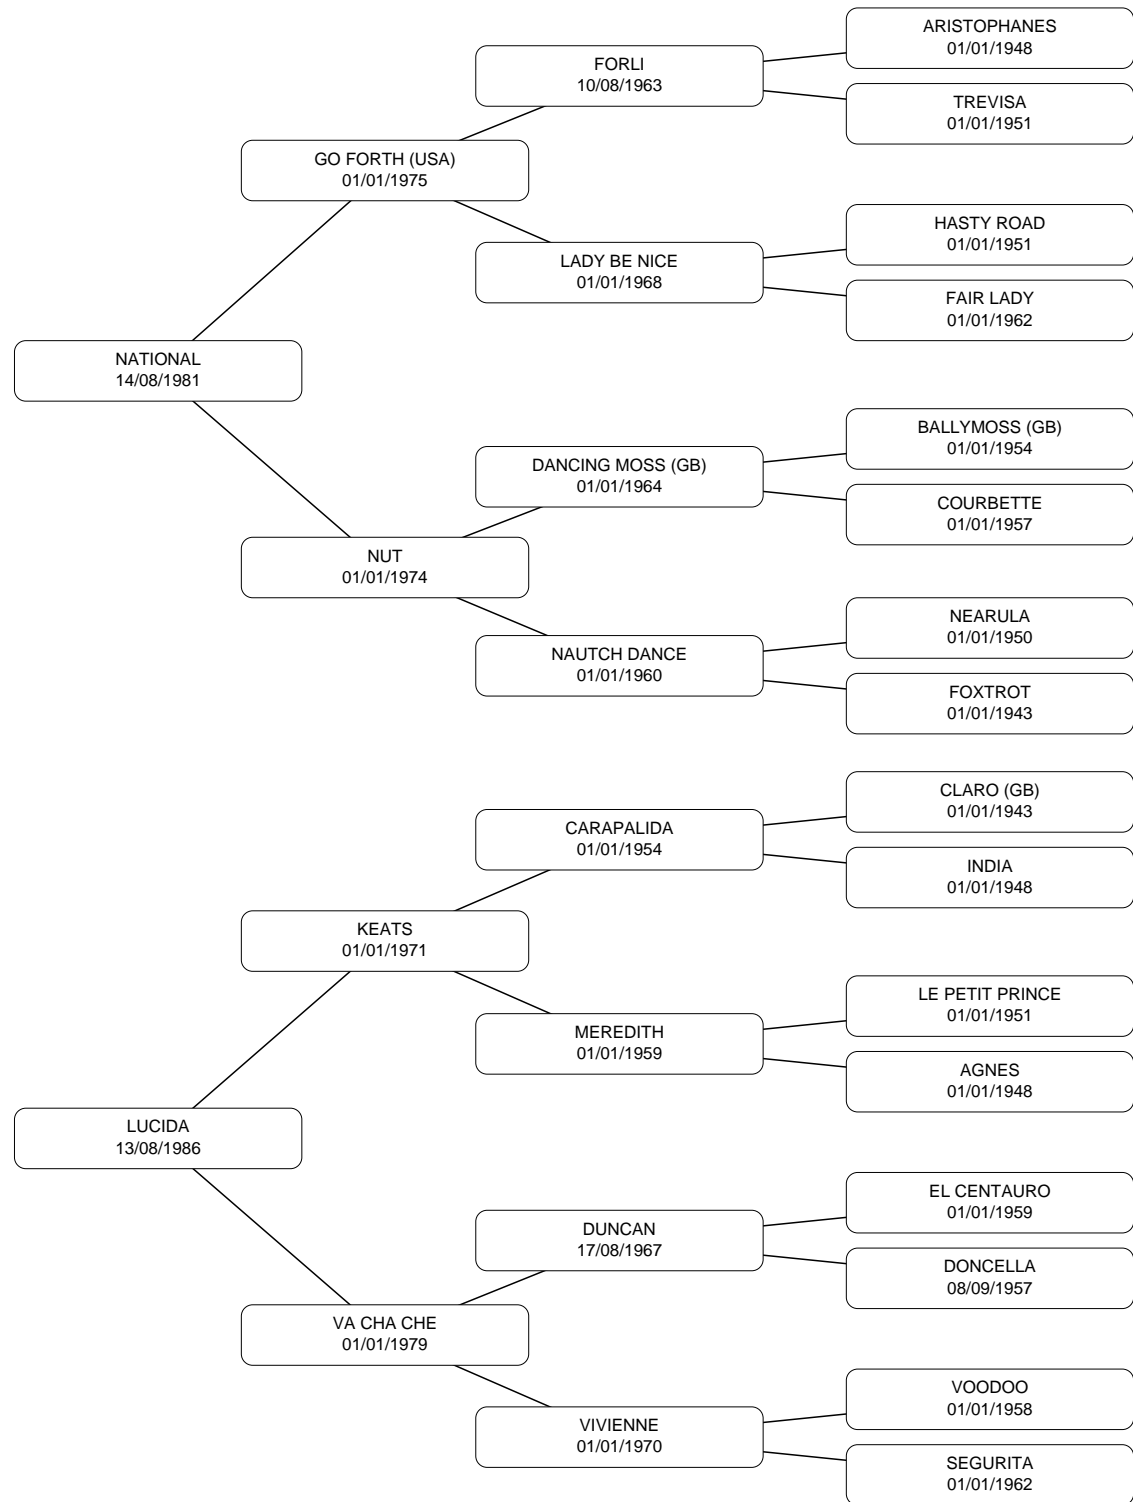 ARISTOPHANES
01/01/1948
FORLI
10/08/1963
TREVISA
01/01/1951
GO FORTH (USA)
01/01/1975
HASTY ROAD
01/01/1951
LADY BE NICE
01/01/1968
FAIR LADY
01/01/1962
NATIONAL
14/08/1981
BALLYMOSS (GB)
01/01/1954
DANCING MOSS (GB)
01/01/1964
COURBETTE
01/01/1957
NUT
01/01/1974
NEARULA
01/01/1950
NAUTCH DANCE
01/01/1960
FOXTROT
01/01/1943
CLARO (GB)
01/01/1943
CARAPALIDA
01/01/1954
INDIA
01/01/1948
KEATS
01/01/1971
LE PETIT PRINCE
01/01/1951
MEREDITH
01/01/1959
AGNES
01/01/1948
LUCIDA
13/08/1986
EL CENTAURO
01/01/1959
DUNCAN
17/08/1967
DONCELLA
08/09/1957
VA CHA CHE
01/01/1979
VOODOO
01/01/1958
VIVIENNE
01/01/1970
SEGURITA
01/01/1962